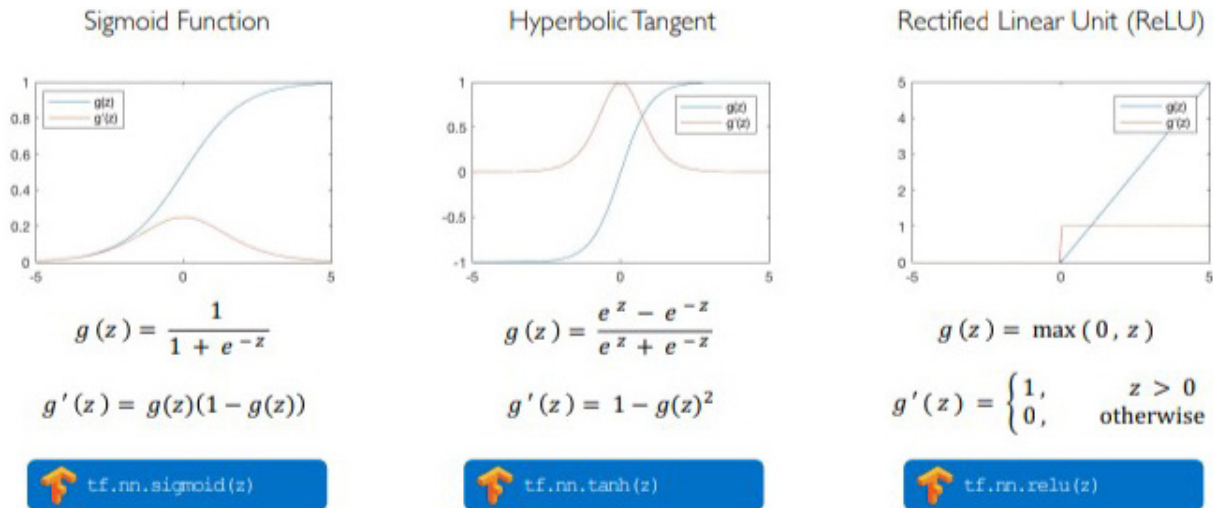 Sigmoid Function
1
0.8
0.6
0.4
0.2
0
-5
0
5
g(z)
g'(z)
g ( z ) = 1 / 1 + e^{-z}
g ' ( z ) = g(z)(1 − g(z))
tf.nn.sigmoid(z)
Hyperbolic Tangent
1
0.5
0
-0.5
-1
-5
0
5
g(z)
g'(z)
g ( z ) = e^z − e^{-z} / e^z + e^{-z}
g ' ( z ) = 1 − g(z)²
tf.nn.tanh(z)
Rectified Linear Unit (ReLU)
5
4
3
2
1
0
-5
0
5
g(z)
g'(z)
g ( z ) = max ( 0 , z )
g ' ( z ) = { 1 , z > 0
0 , otherwise
tf.nn.relu(z)